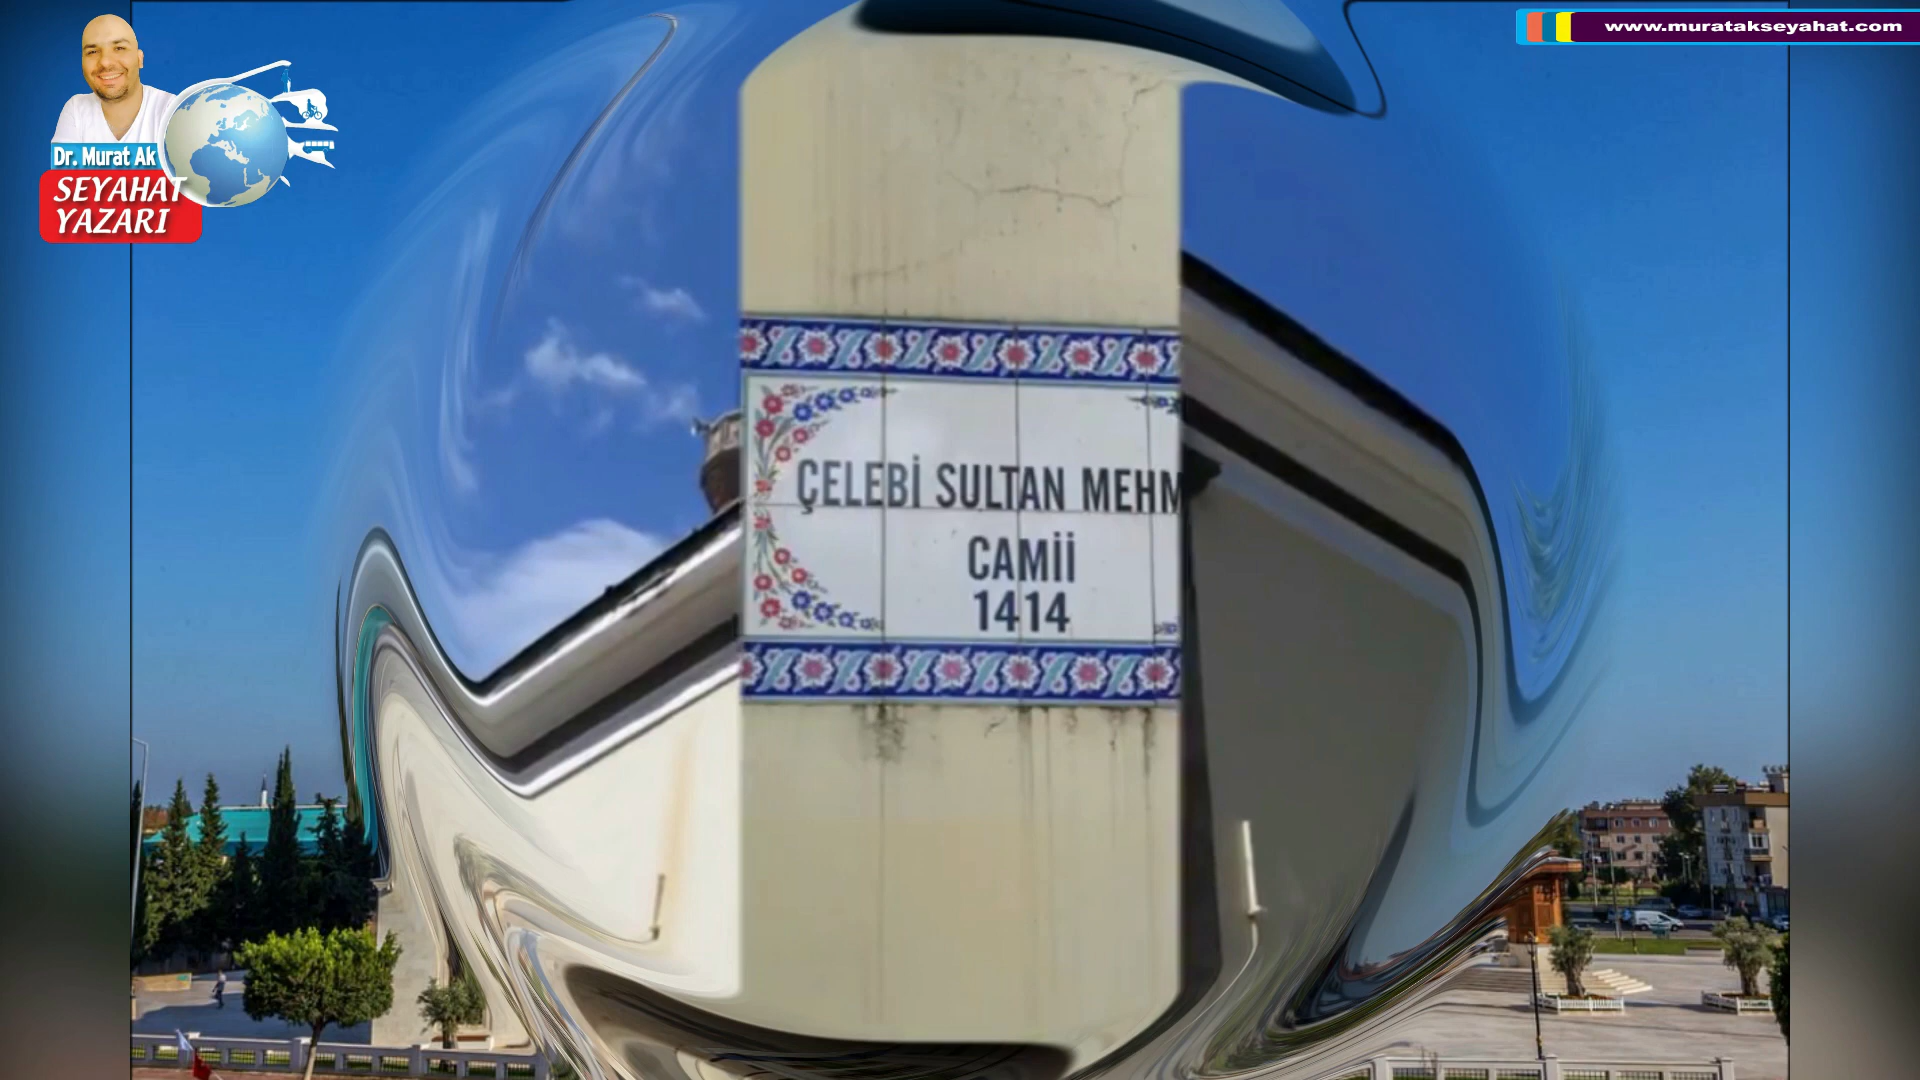 www.muratakseyahat.com
Dr. Murat Ak
SEYAHAT
YAZARI
ÇELEBİ SULTAN MEHM
CAMİİ
1414